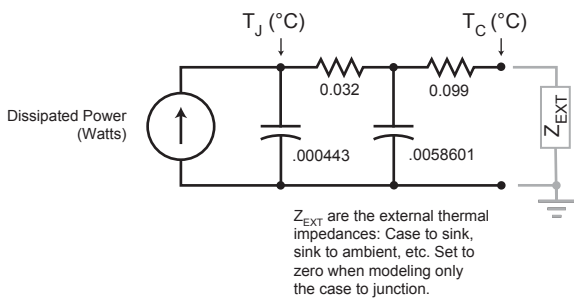 T_J (°C)
T_C (°C)
0.032
0.099
Dissipated Power
(Watts)
Z_EXT
.000443
.0058601
Z_EXT are the external thermal
impedances: Case to sink,
sink to ambient, etc. Set to
zero when modeling only
the case to junction.